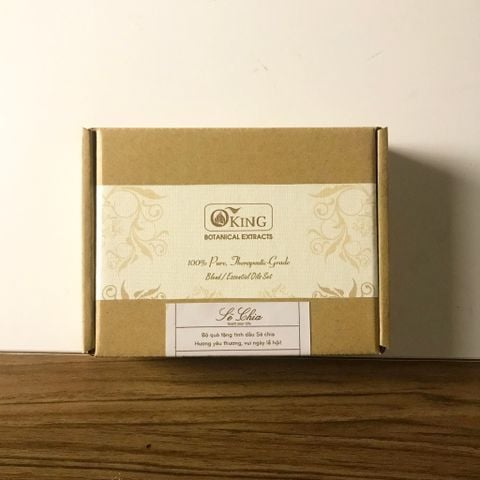 OKING
BOTANICAL EXTRACTS
100% Pure, Therapeutic-Grade
Blend/Essential Oils Set
Sẻ Chia
Bộ quà tặng tinh dầu Sẻ chia
Hương yêu thương, vui ngày lễ hội!